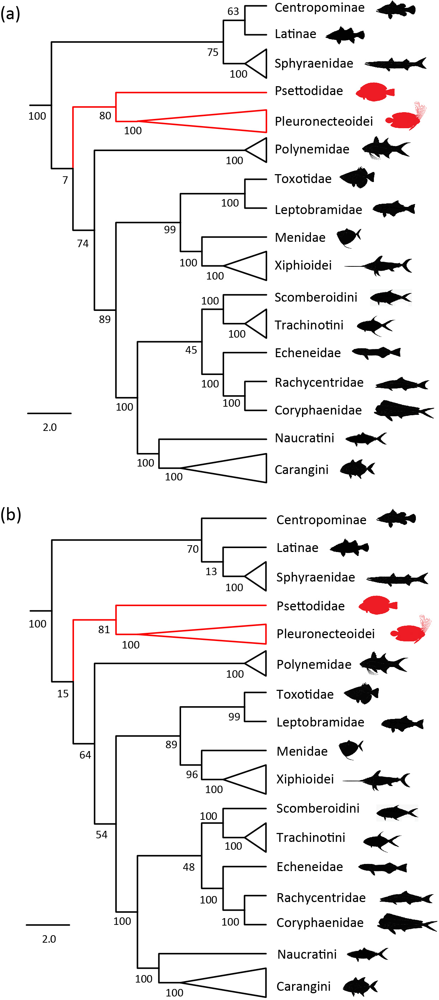 (a)
63
Centropominae
Latinae
75
100
Sphyraenidae
Psettodidae
100
80
Pleuronecteoidei
100
Polynemidae
100
7
Toxotidae
100
Leptobramidae
99
Menidae
74
100
Xiphioidei
100
Scomberoidini
100
89
Trachinotini
100
45
Echeneidae
100
Rachycentridae
100
100
Coryphaenidae
2.0
Naucratini
100
Carangini
100
(b)
Centropominae
70
Latinae
13
Sphyraenidae
100
Psettodidae
100
81
Pleuronecteoidei
100
Polynemidae
100
15
Toxotidae
99
Leptobramidae
89
Menidae
64
96
Xiphioidei
100
Scomberoidini
100
54
Trachinotini
100
48
Echeneidae
100
Rachycentridae
100
100
Coryphaenidae
2.0
Naucratini
100
Carangini
100